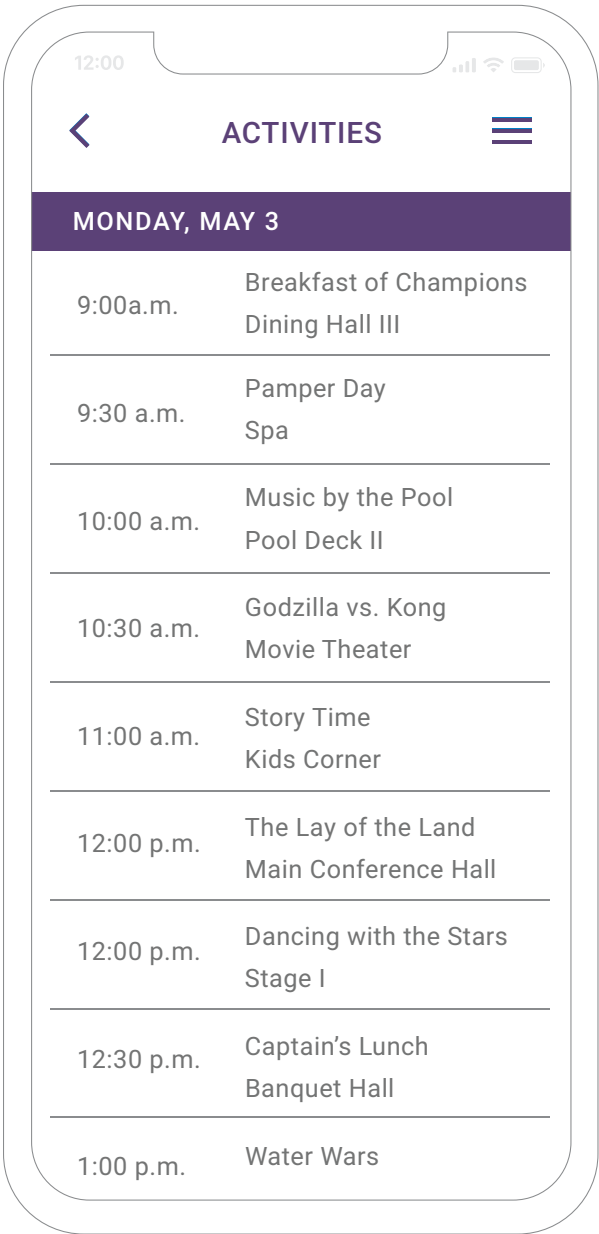 12:00
ACTIVITIES
MONDAY, MAY 3
9:00a.m.
Breakfast of Champions
Dining Hall III
9:30 a.m.
Pamper Day
Spa
10:00 a.m.
Music by the Pool
Pool Deck II
10:30 a.m.
Godzilla vs. Kong
Movie Theater
11:00 a.m.
Story Time
Kids Corner
12:00 p.m.
The Lay of the Land
Main Conference Hall
12:00 p.m.
Dancing with the Stars
Stage I
12:30 p.m.
Captain’s Lunch
Banquet Hall
1:00 p.m.
Water Wars